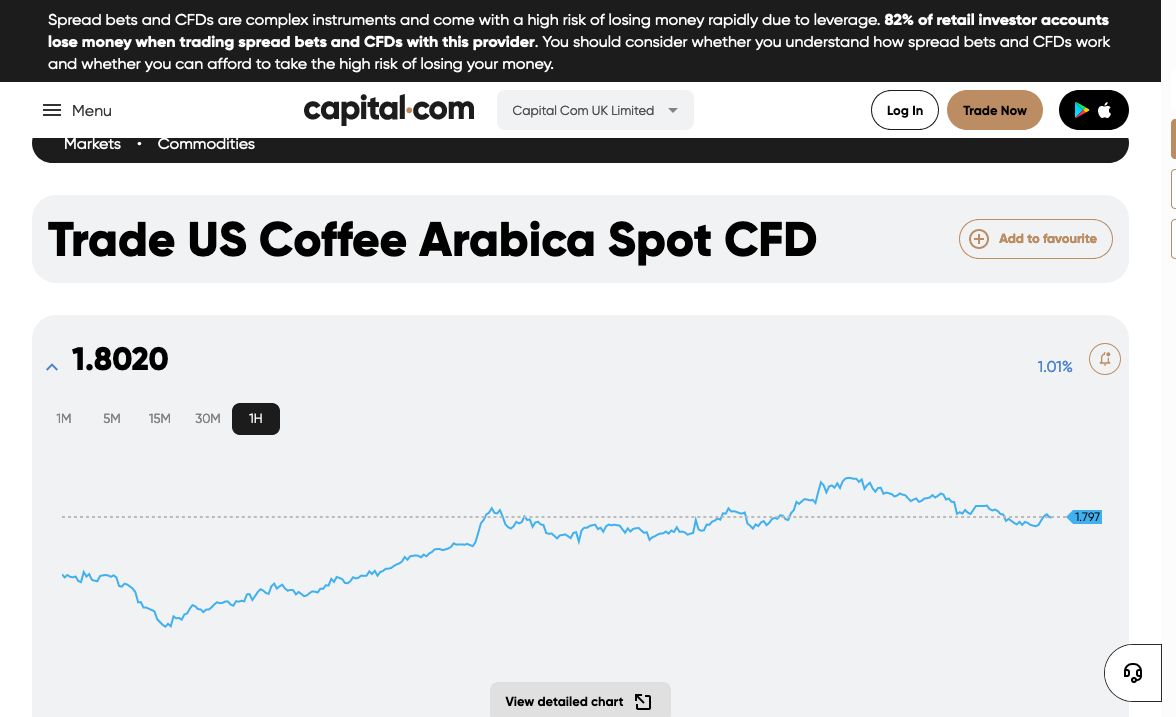 Spread bets and CFDs are complex instruments and come with a high risk of losing money rapidly due to leverage. 82% of retail investor accounts
lose money when trading spread bets and CFDs with this provider. You should consider whether you understand how spread bets and CFDs work
and whether you can afford to take the high risk of losing your money.
Menu
capital.com
Capital Com UK Limited
Log In
Trade Now
Markets • Commodities
Trade US Coffee Arabica Spot CFD
Add to favourite
1.8020
1.01%
1M 5M 15M 30M 1H
1.797
View detailed chart